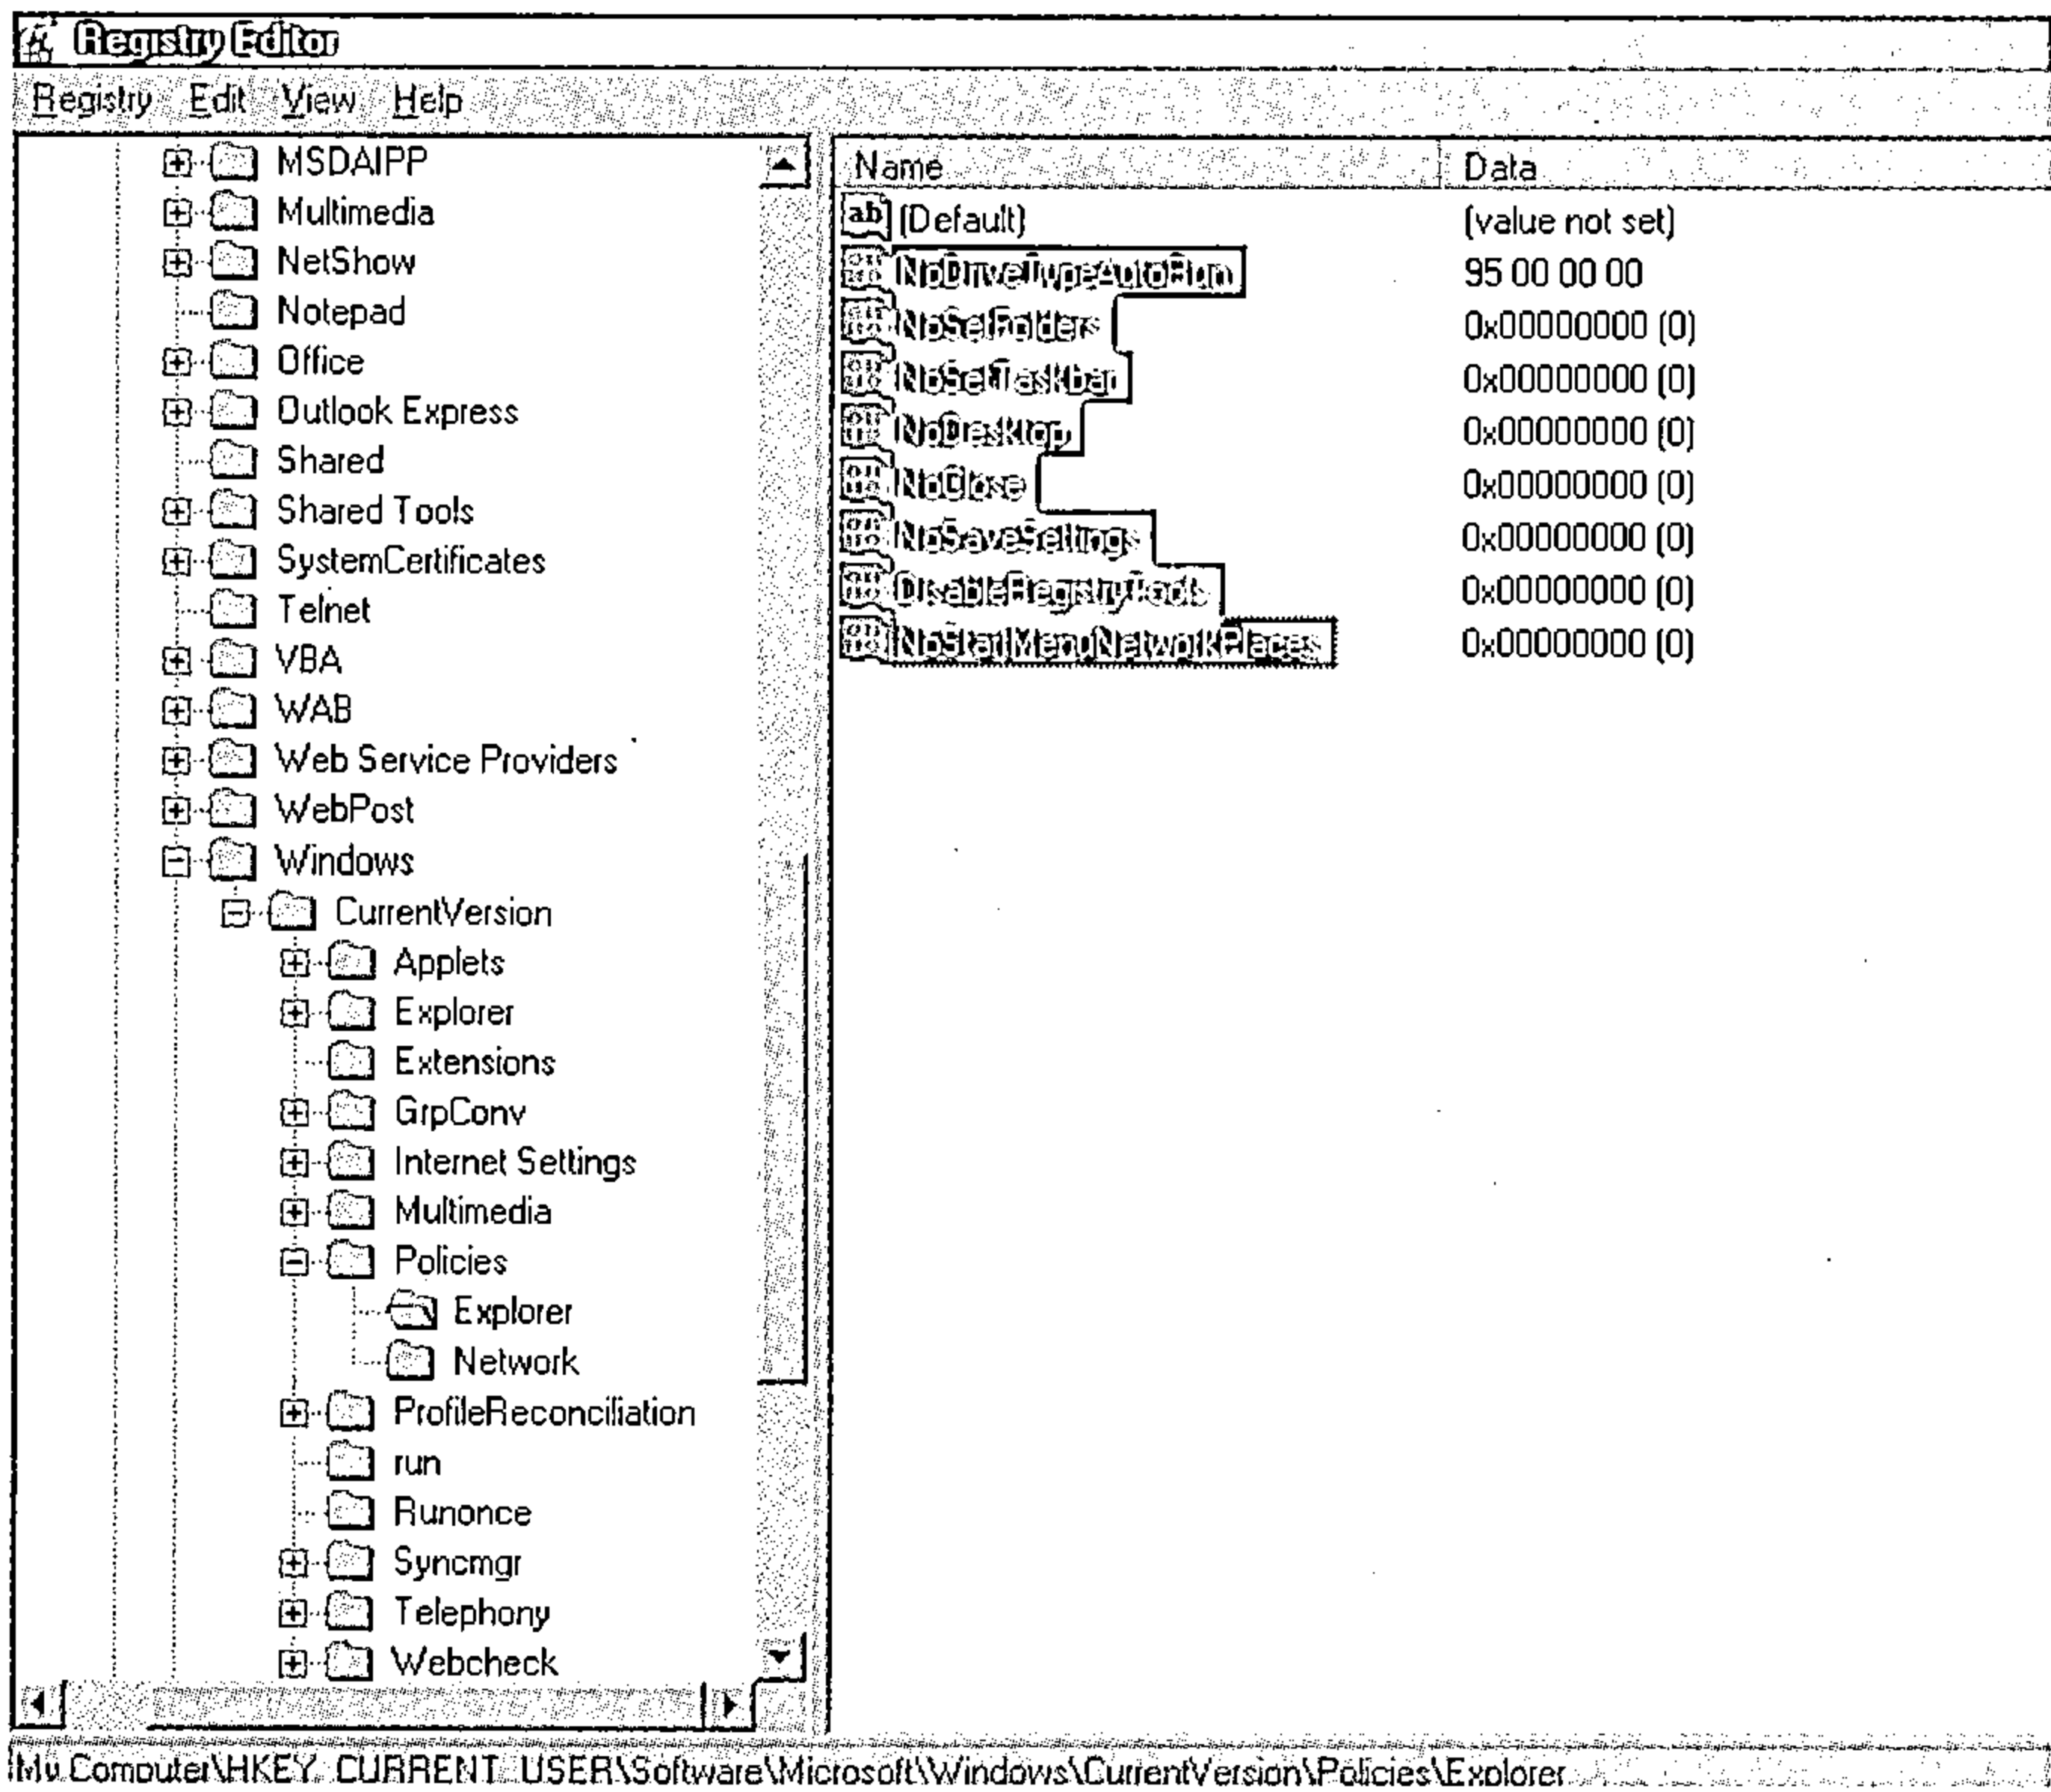 Registry Editor
Registry Edit View Help
MSDAIPP
Multimedia
NetShow
Notepad
Office
Outlook Express
Shared
Shared Tools
SystemCertificates
Telnet
VBA
WAB
Web Service Providers
WebPost
Windows
CurrentVersion
Applets
Explorer
Extensions
GrpConv
Internet Settings
Multimedia
Policies
Explorer
Network
ProfileReconciliation
run
Runonce
Syncmgr
Telephony
Webcheck
Name Data
(Default) (value not set)
NoDriveTypeAutoRun 95 00 00 00
NoSetFolders 0x00000000 (0)
NoSetTaskbar 0x00000000 (0)
NoDesktop 0x00000000 (0)
NoClose 0x00000000 (0)
NoSaveSettings 0x00000000 (0)
DisableRegistryTools 0x00000000 (0)
NoStartMenuNetworkPlaces 0x00000000 (0)
My Computer\HKEY_CURRENT_USER\Software\Microsoft\Windows\CurrentVersion\Policies\Explorer